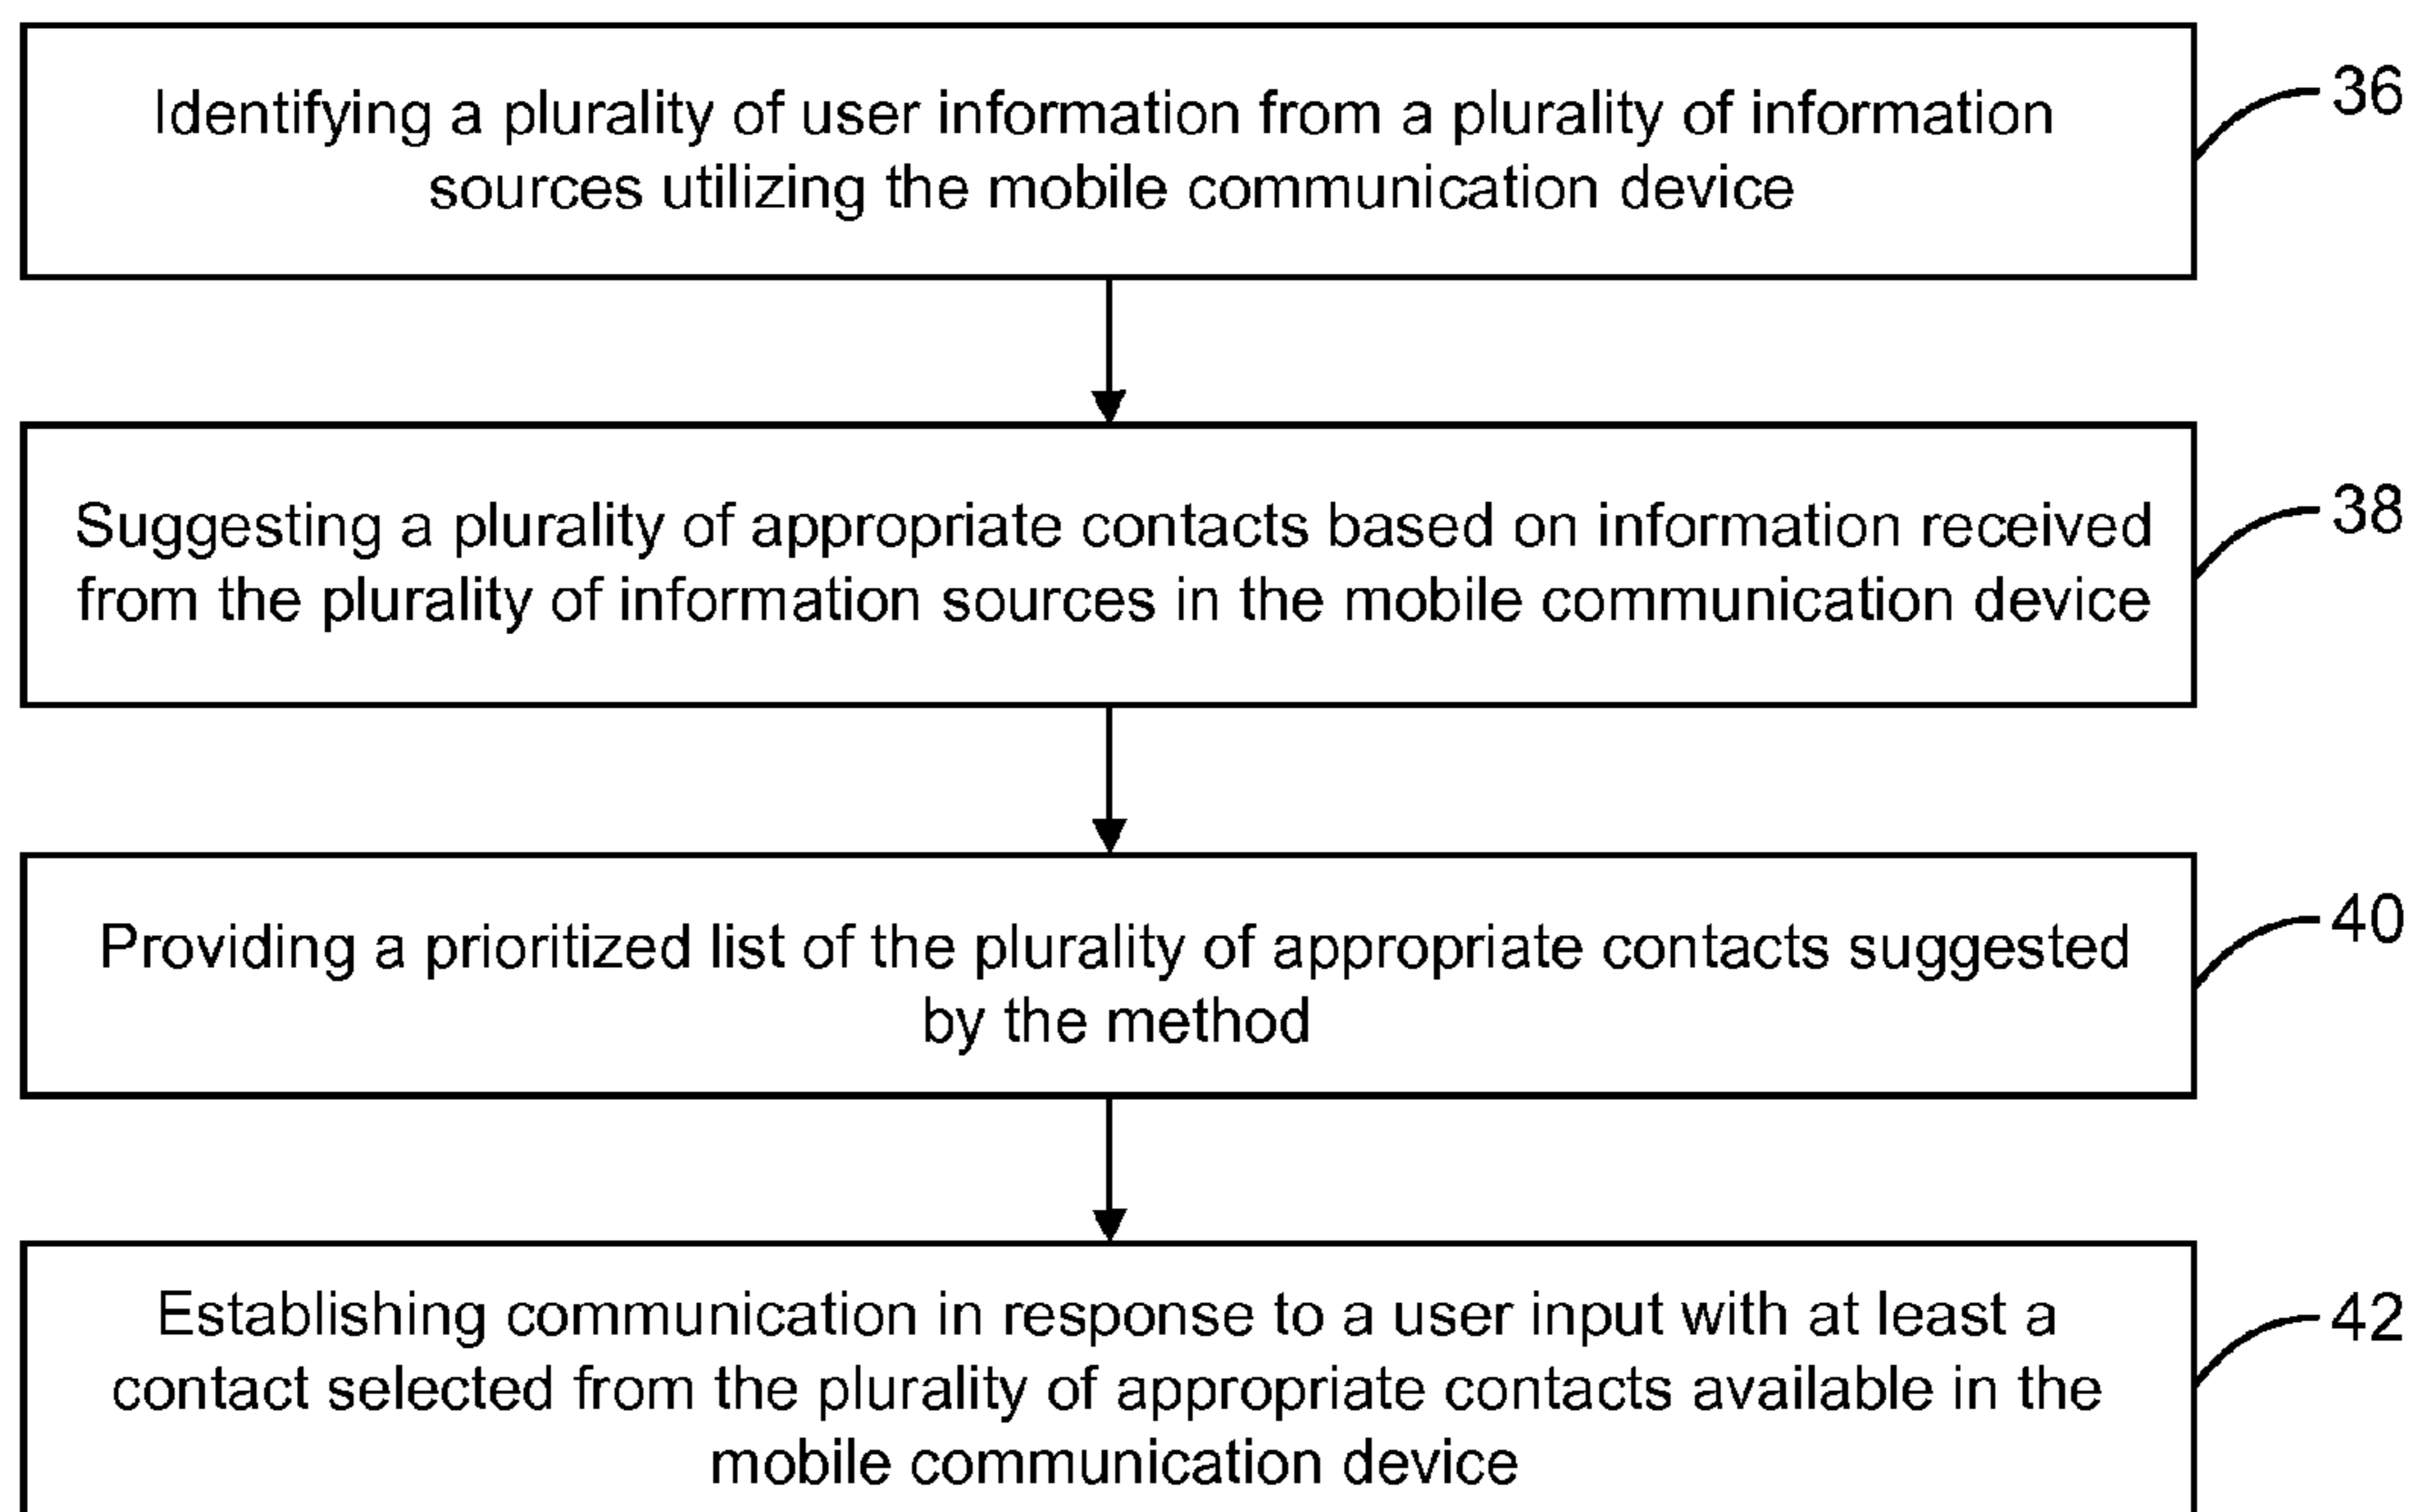 Identifying a plurality of user information from a plurality of information
sources utilizing the mobile communication device
36
Suggesting a plurality of appropriate contacts based on information received
from the plurality of information sources in the mobile communication device
38
Providing a prioritized list of the plurality of appropriate contacts suggested
by the method
40
Establishing communication in response to a user input with at least a
contact selected from the plurality of appropriate contacts available in the
mobile communication device
42